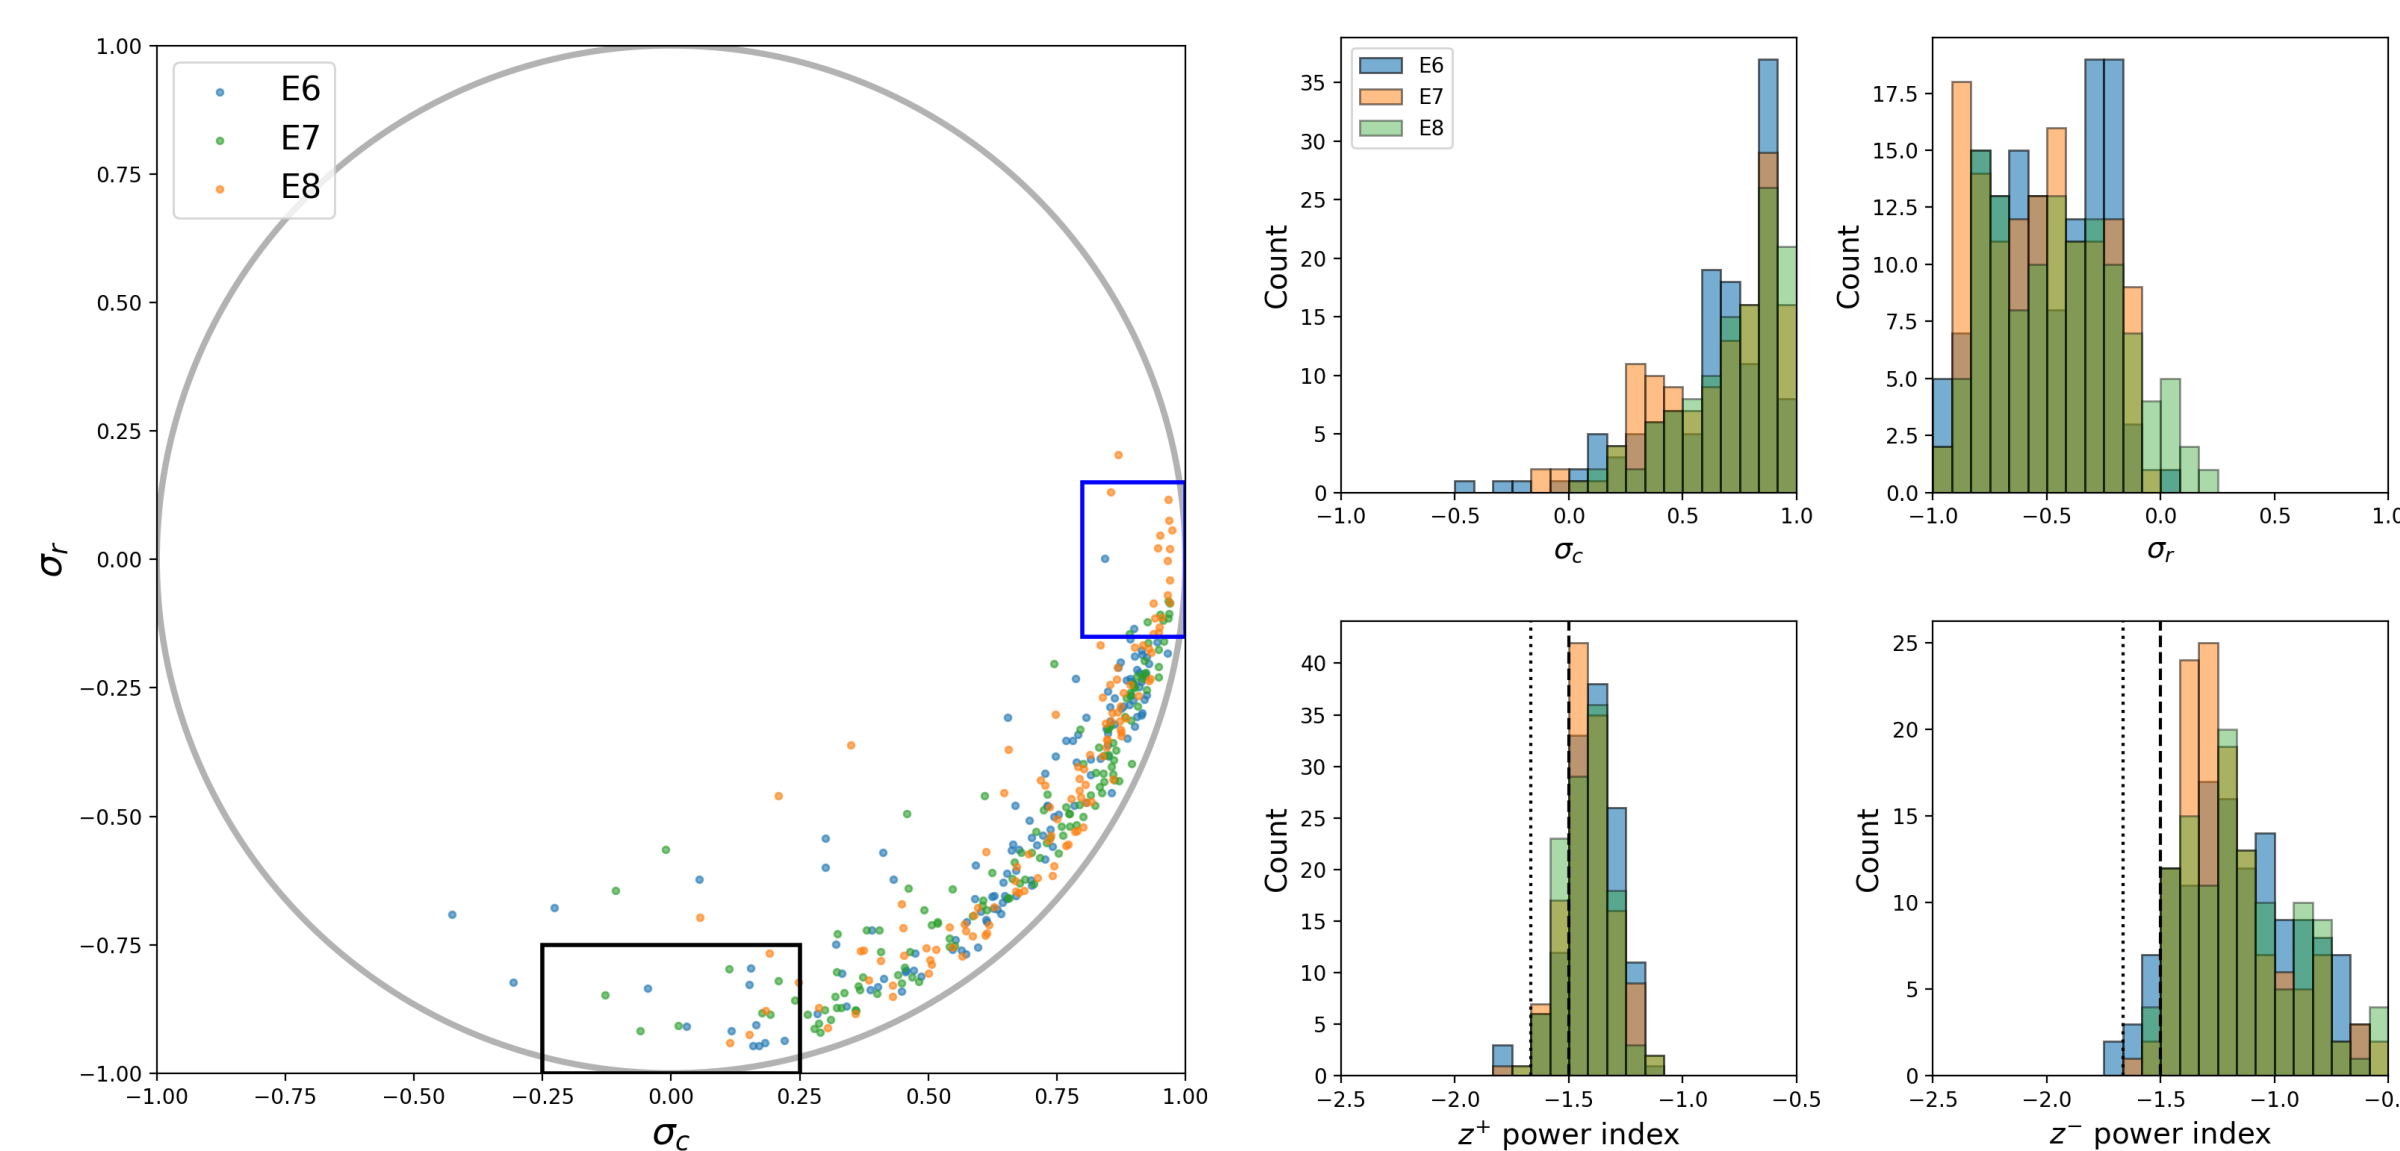 1.00
0.75
0.50
0.25
0.00
−0.25
−0.50
−0.75
−1.00
σr
E6
E7
E8
−1.00 −0.75 −0.50 −0.25 0.00 0.25 0.50 0.75 1.00
σc
35
30
25
20
15
10
5
0
Count
E6
E7
E8
−1.0 −0.5 0.0 0.5 1.0
σc
17.5
15.0
12.5
10.0
7.5
5.0
2.5
0.0
Count
−1.0 −0.5 0.0 0.5 1.0
σr
40
35
30
25
20
15
10
5
0
Count
−2.5 −2.0 −1.5 −1.0 −0.5
z+ power index
25
20
15
10
5
0
Count
−2.5 −2.0 −1.5 −1.0 −0.
z− power index